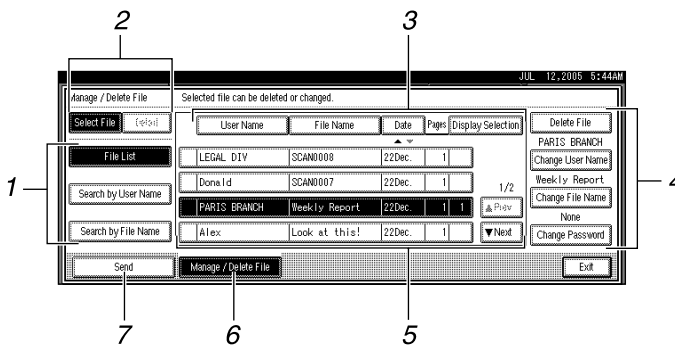 2 3
JUL 12,2005 5:44AM
Manage / Delete File Selected file can be deleted or changed.
Select File User Name File Name Date Pages Display Selection Delete File
PARIS BRANCH
1 File List LEGAL DIV SCAN0008 22Dec. 1 Change User Name
Donald SCAN0007 22Dec. 1 1/2 Weekly Report 4
Search by User Name PARIS BRANCH Weekly Report 22Dec. 1 1 ▲Prev Change File Name
None
Search by File Name Alex Look at this! 22Dec. 1 ▼Next Change Password
Send Manage / Delete File Exit
7 6 5